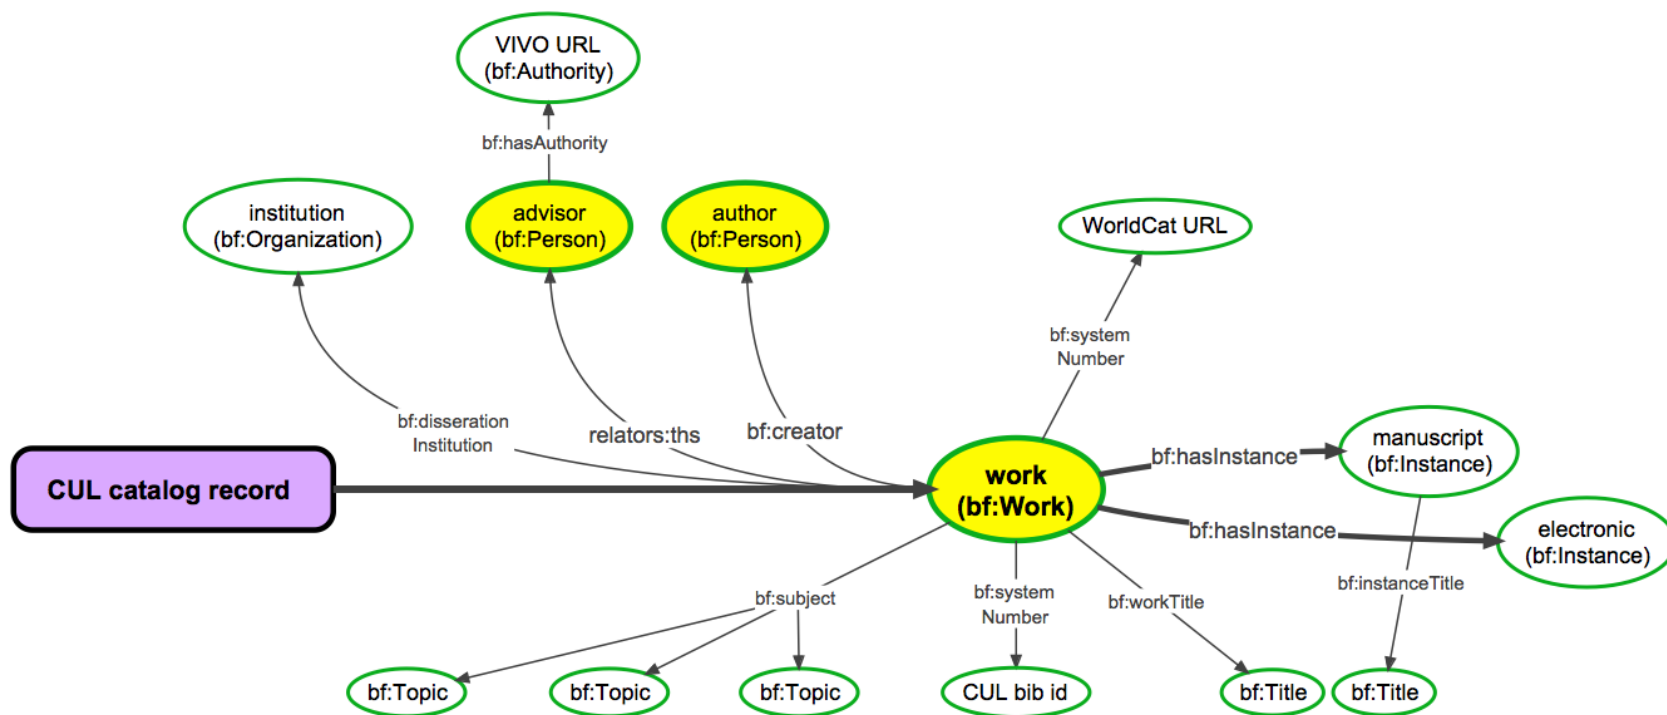 VIVO URL
(bf:Authority)
bf:hasAuthority
institution
(bf:Organization)
advisor
(bf:Person)
author
(bf:Person)
WorldCat URL
bf:system
Number
bf:disseration
Institution
relators:ths
bf:creator
CUL catalog record
work
(bf:Work)
bf:hasInstance
manuscript
(bf:Instance)
bf:hasInstance
electronic
(bf:Instance)
bf:subject
bf:system
Number
bf:workTitle
bf:instanceTitle
bf:Topic
bf:Topic
bf:Topic
CUL bib id
bf:Title
bf:Title